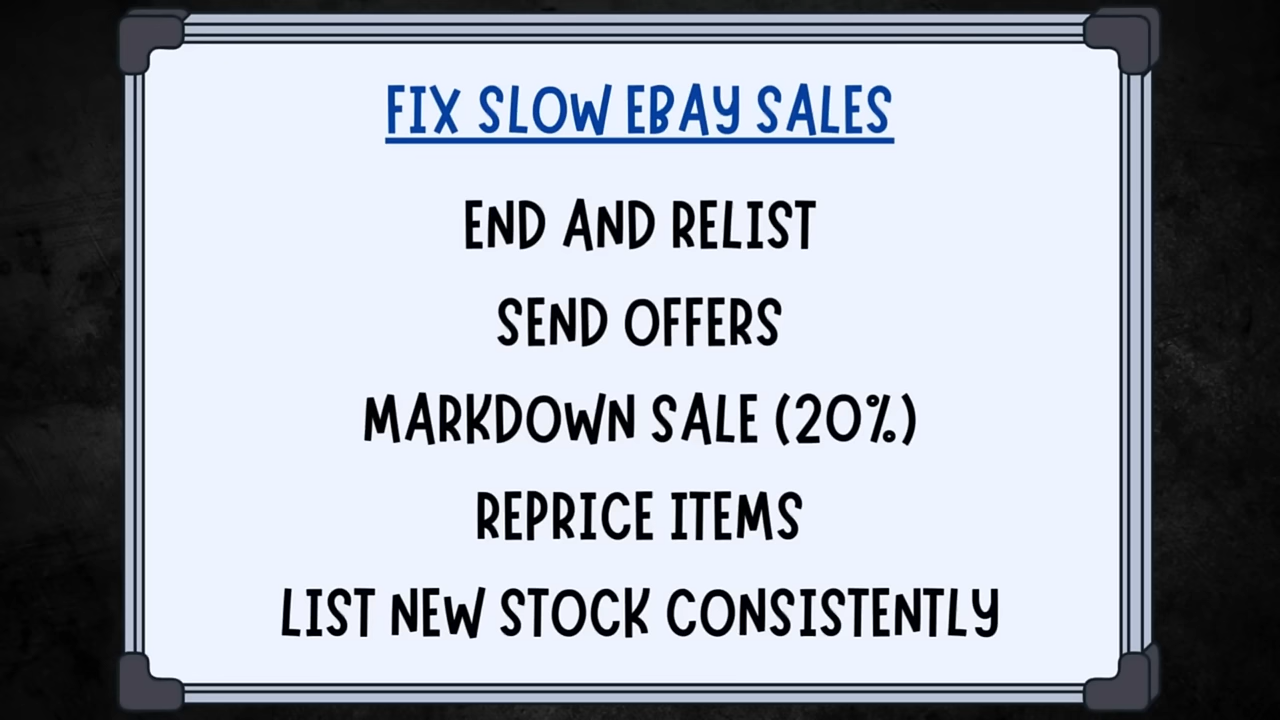 FIX SLOW EBAY SALES
END AND RELIST
SEND OFFERS
MARKDOWN SALE (20%)
REPRICE ITEMS
LIST NEW STOCK CONSISTENTLY